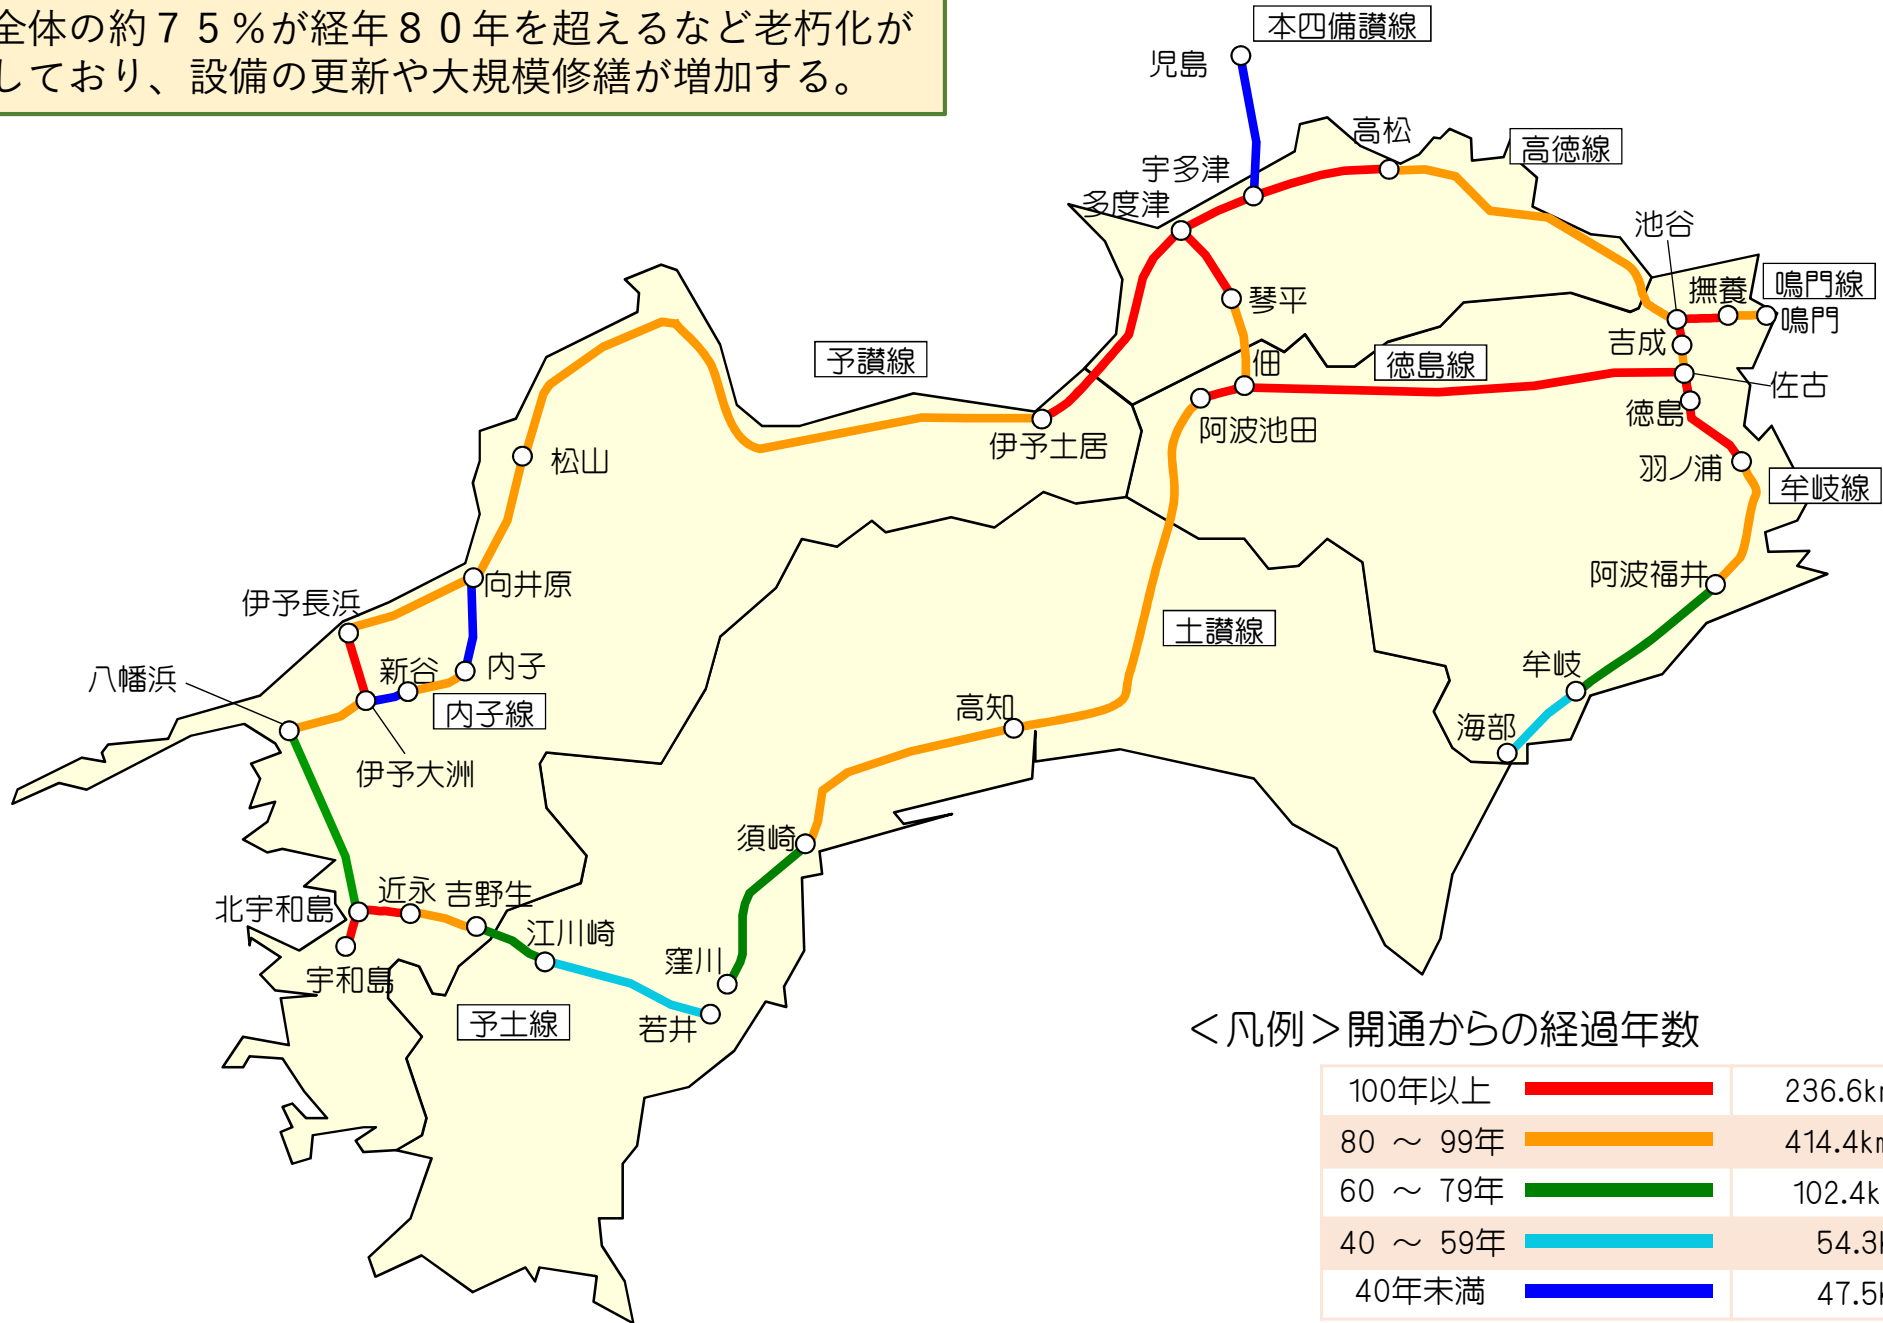 全体の約７５％が経年８０年を超えるなど老朽化が
しており、設備の更新や大規模修繕が増加する。
本四備讃線
児島
高松
高徳線
宇多津
多度津
池谷
撫養
鳴門線
鳴門
琴平
吉成
予讃線
佃
徳島線
佐古
阿波池田
徳島
伊予土居
松山
羽ノ浦
牟岐線
向井原
阿波福井
伊予長浜
土讃線
新谷
内子
牟岐
八幡浜
内子線
高知
海部
伊予大洲
須崎
近永
吉野生
北宇和島
江川崎
窪川
宇和島
予土線
若井
＜凡例＞開通からの経過年数
100年以上 236.6km
80 ～ 99年 414.4km
60 ～ 79年 102.4k
40 ～ 59年 54.3k
40年未満 47.5k